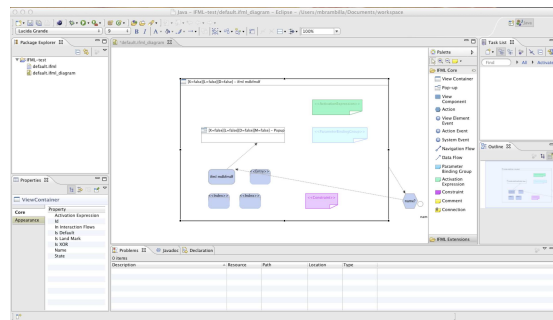 Java - IFML-test/default.ifml_diagram - Eclipse - /Users/mbrambilla/Documents/workspace
Lucida Grande
9
100%
Java
Package Explorer
IFML-test
default.ifml
default.ifml_diagram
*default.ifml_diagram
Palette
IFML Core
View Container
Pop-up
View Component
Action
View Element Event
Action Event
System Event
Navigation Flow
Data Flow
Parameter Binding Group
Activation Expression
Constraint
Comment
Connection
IFML Extensions
Task List
Find
All
Activate
Outline
Properties
ViewContainer
Core
Appearance
Property
Activation Expression
Id
In Interaction Flows
Is Default
Is Land Mark
Is XOR
Name
State
Problems
Javadoc
Declaration
0 items
Description
Resource
Path
Location
Type